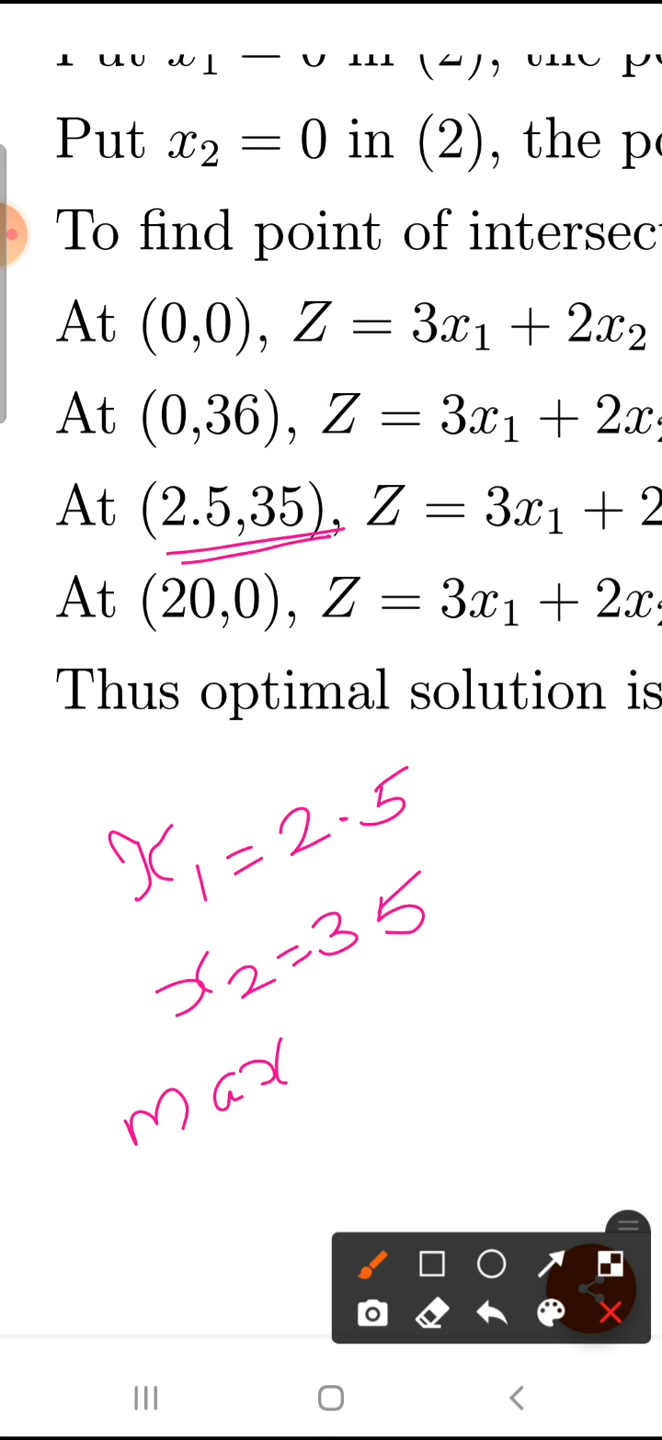 Put x₂ = 0 in (2), the
To find point of
At (0,0), Z = 3x₁ + 2x₂
At (0,36), Z = 3x₁ + 2x
At (2.5,35), Z = 3x₁ + 2
At (20,0), Z = 3x₁ + 2x
Thus optimal solution is
x₁ = 2.5
x₂ = 35
max